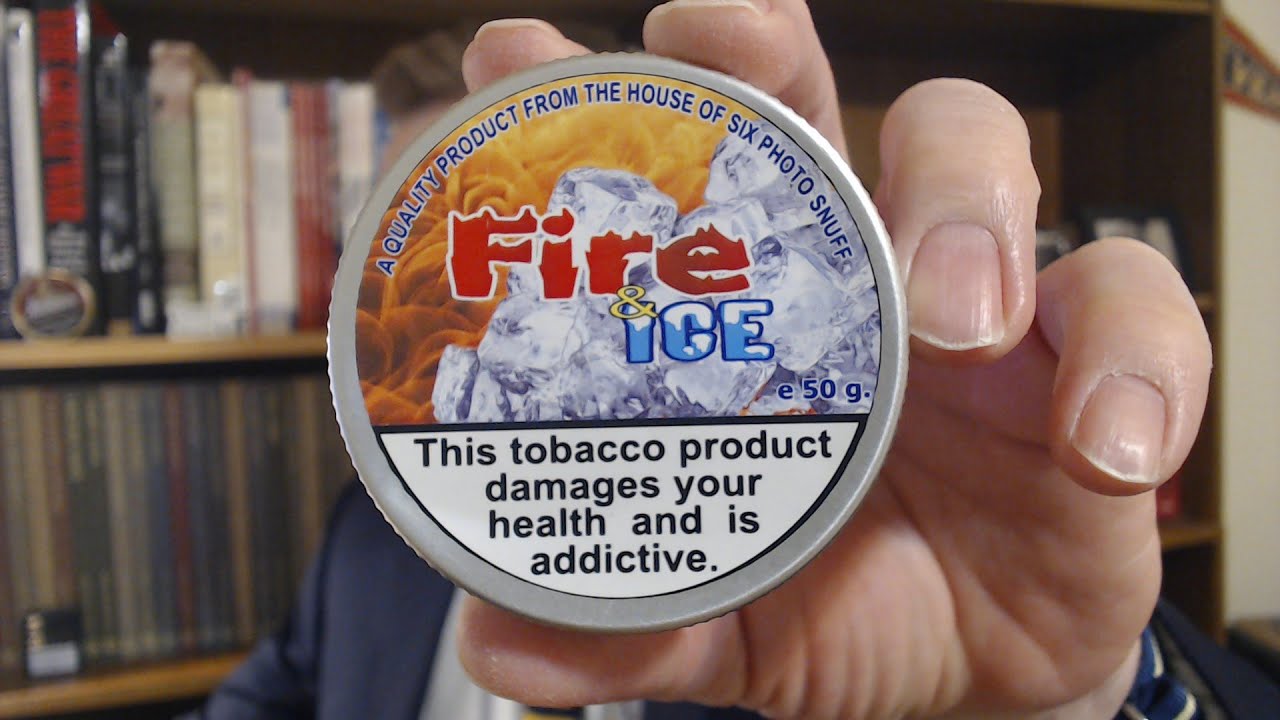 A QUALITY PRODUCT FROM THE HOUSE OF SIX PHOTO SNUFF
Fire
&
ICE
e 50 g.
This tobacco product
damages your
health and is
addictive.